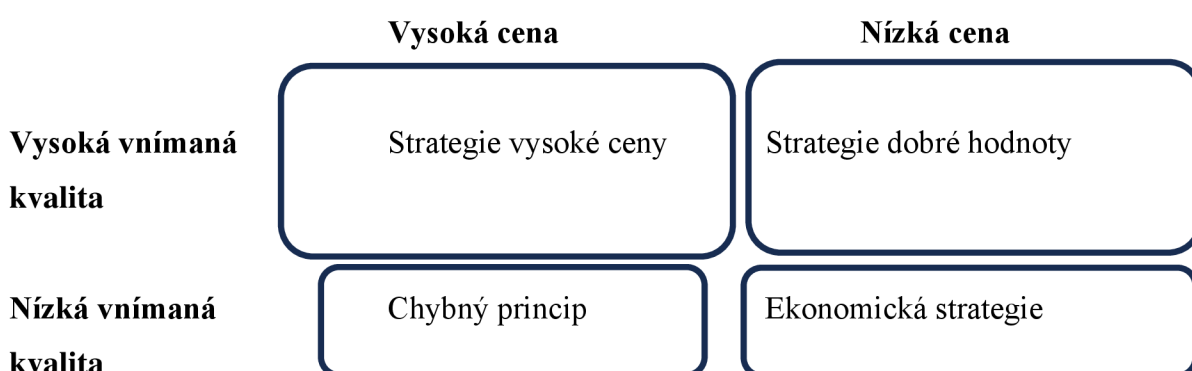 Vysoká cena Nízká cena
Vysoká vnímaná Strategie vysoké ceny Strategie dobré hodnoty
kvalita
Nízká vnímaná Chybný princip Ekonomická strategie
kvalita